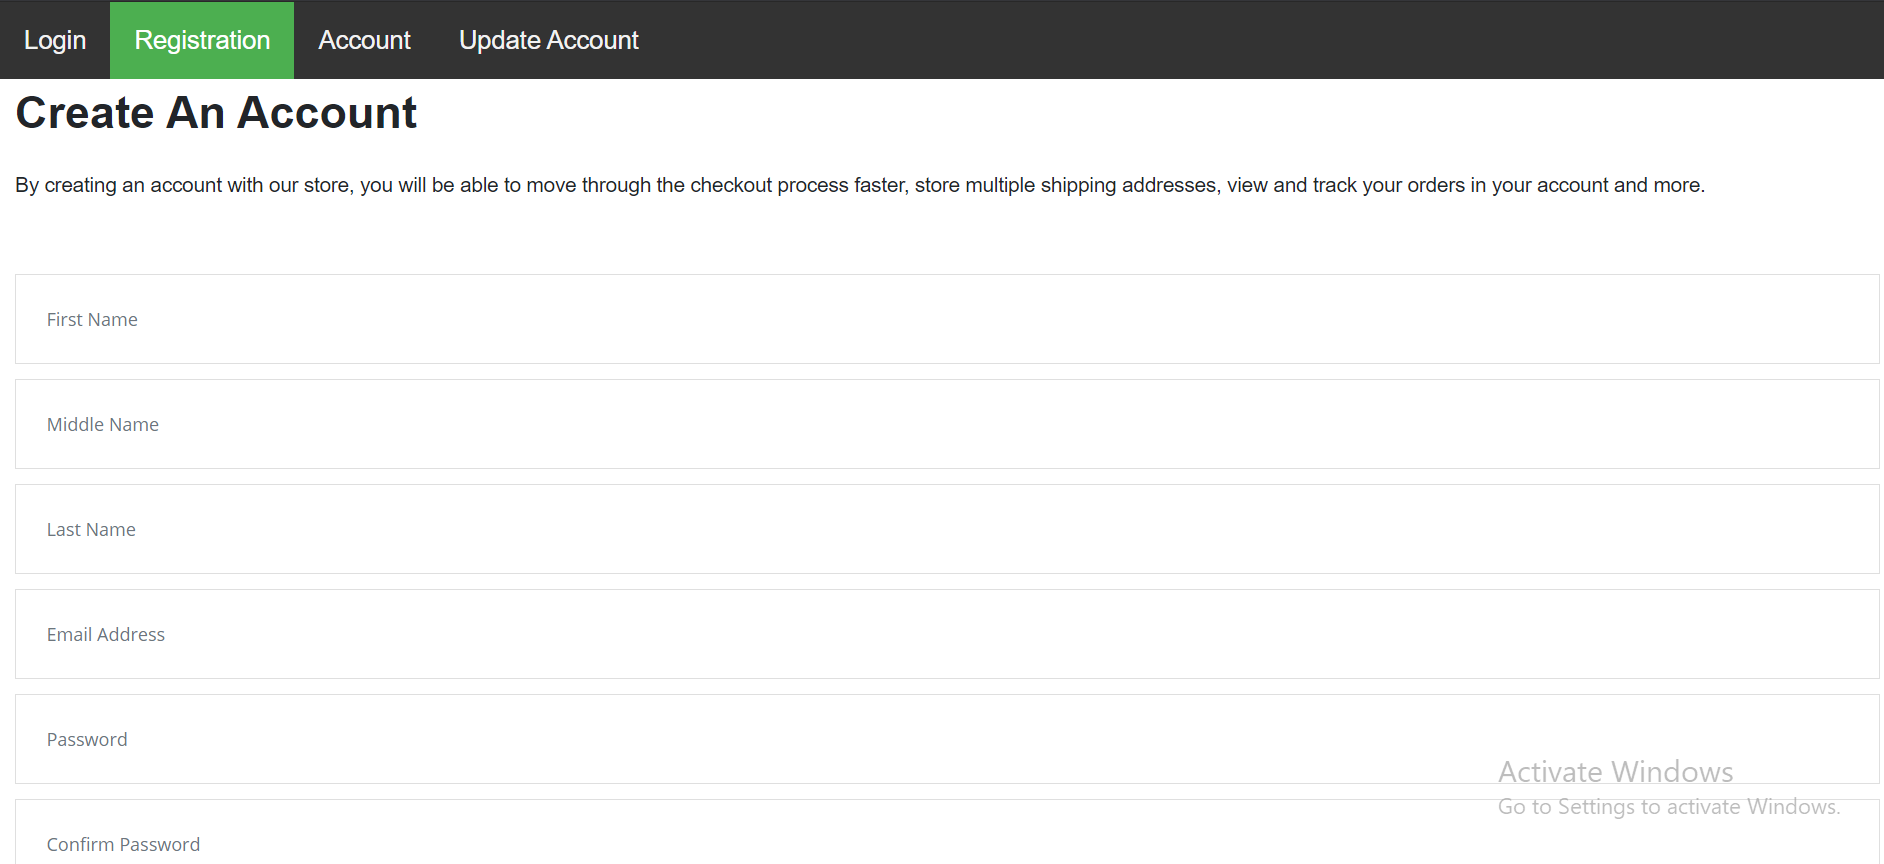 Login Registration Account Update Account
Create An Account
By creating an account with our store, you will be able to move through the checkout process faster, store multiple shipping addresses, view and track your orders in your account and more.
First Name
Middle Name
Last Name
Email Address
Password
Activate Windows
Go to Settings to activate Windows.
Confirm Password